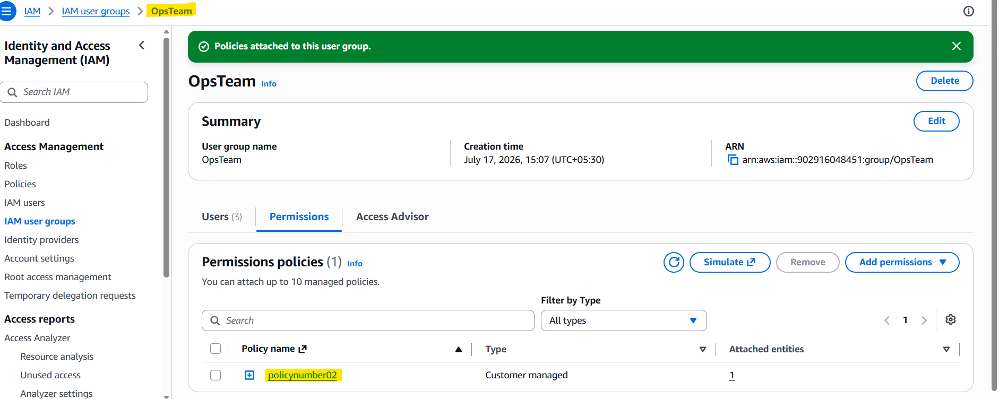 IAM > IAM user groups > OpsTeam
Identity and Access
Management (IAM)
Search IAM
Dashboard
Access Management
Roles
Policies
IAM users
IAM user groups
Identity providers
Account settings
Root access management
Temporary delegation requests
Access reports
Access Analyzer
Resource analysis
Unused access
Analyzer settings
Policies attached to this user group.
OpsTeam Info
Delete
Summary
Edit
User group name
OpsTeam
Creation time
July 17, 2026, 15:07 (UTC+05:30)
ARN
arn:aws:iam::902916048451:group/OpsTeam
Users (3)
Permissions
Access Advisor
Permissions policies (1) Info
You can attach up to 10 managed policies.
Simulate
Remove
Add permissions
Search
Filter by Type
All types
1
Policy name
Type
Attached entities
policynumber02
Customer managed
1